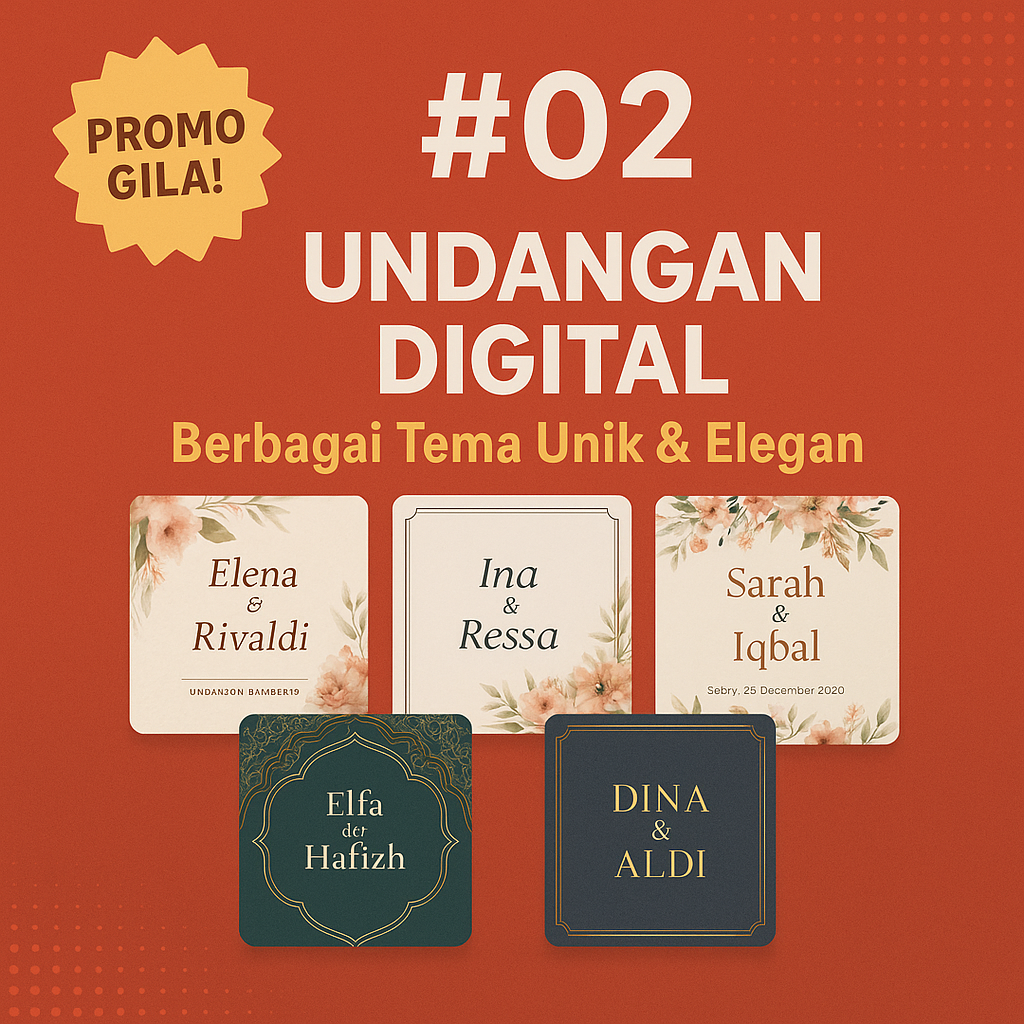 PROMO
GILA!
#02
UNDANGAN
DIGITAL
Berbagai Tema Unik & Elegan
Elena
&
Rivaldi
UNDAN3ON BAMBER19
Ina
&
Ressa
Sarah
&
Iqbal
Sebry, 25 December 2020
Elfa
der
Hafizh
DINA
&
ALDI